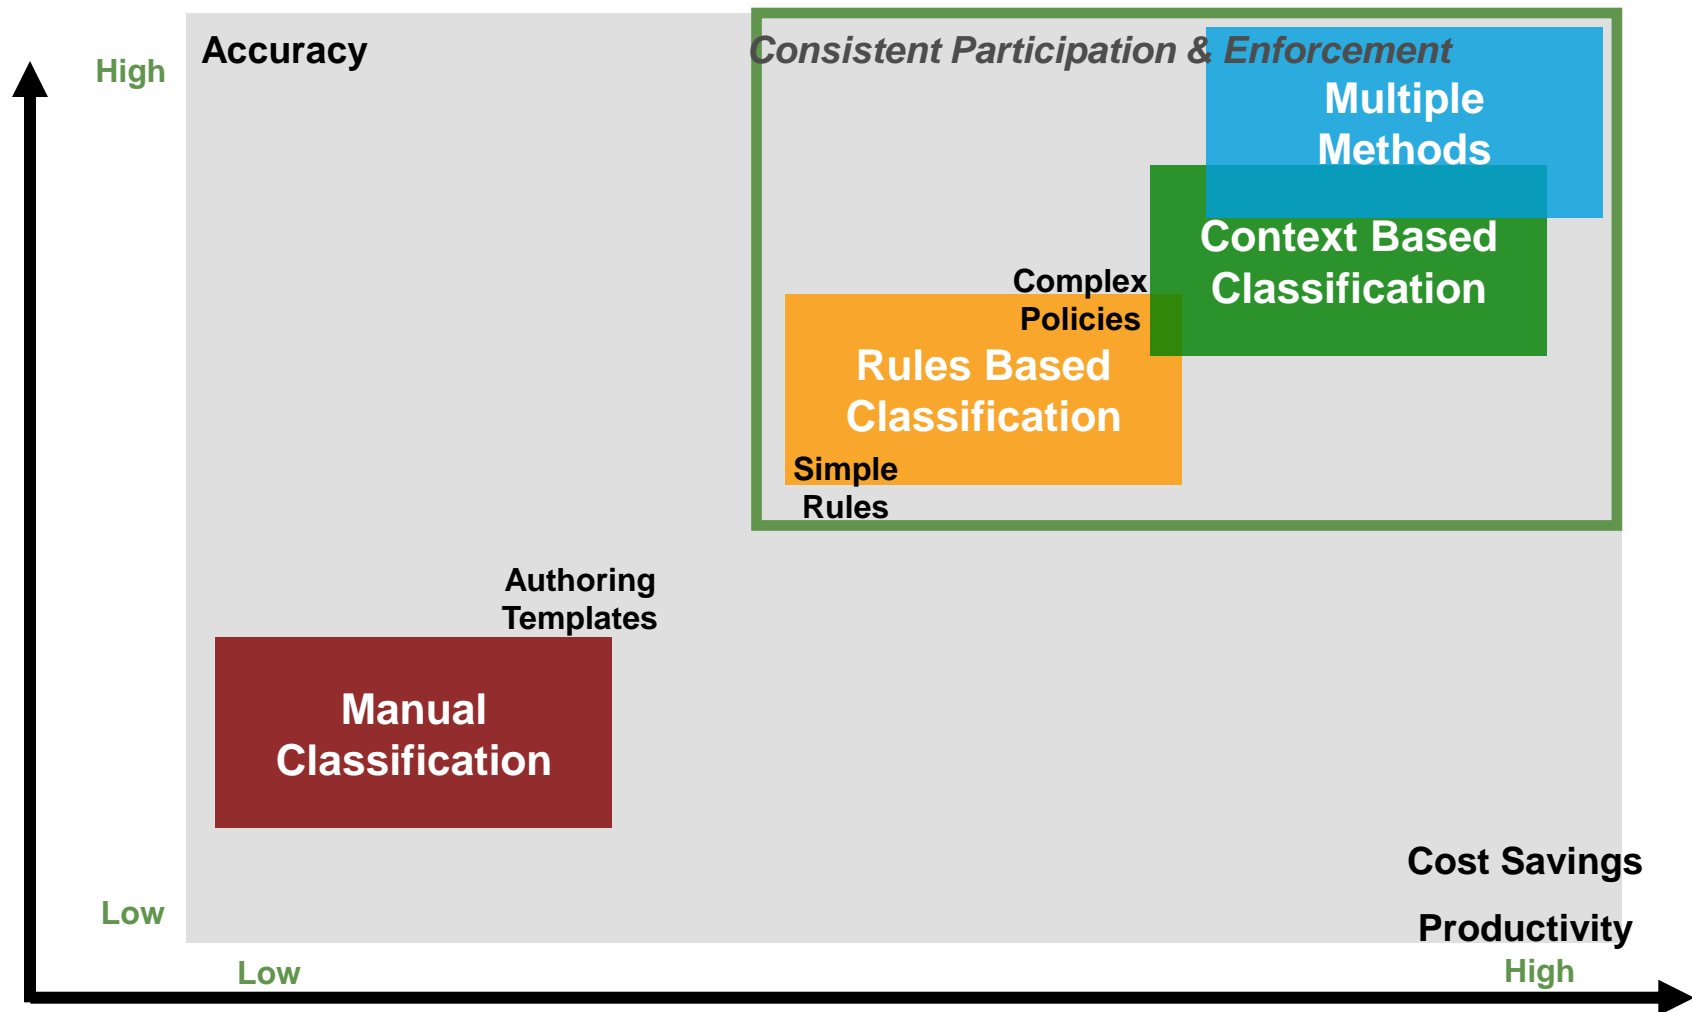 Accuracy
Consistent Participation & Enforcement
High
Multiple
Methods
Context Based
Classification
Complex
Policies
Rules Based
Classification
Simple
Rules
Authoring
Templates
Manual
Classification
Cost Savings
Low
Productivity
Low
High